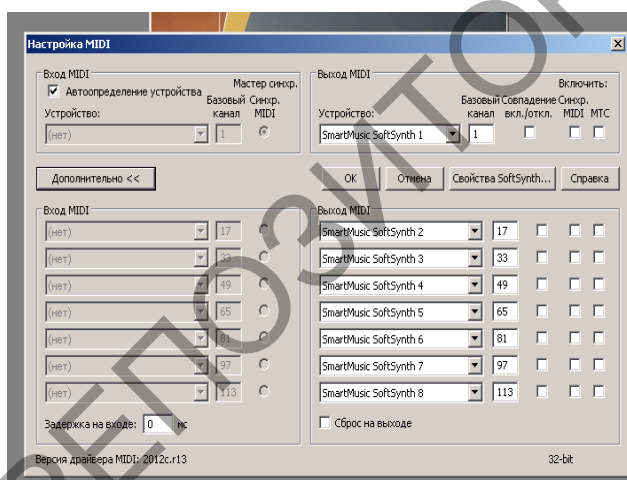 Настройка MIDI
Вход MIDI
Автоопределение устройства
Мастер синхр.
Устройство:
Базовый канал
Синхр. MIDI
(нет) 1
Выход MIDI
Включить:
Устройство:
Базовый канал
Совпадение вкл./откл.
Синхр. MIDI MTC
SmartMusic SoftSynth 1 1
Дополнительно <<
OK Отмена Свойства SoftSynth... Справка
Вход MIDI
(нет) 17
(нет) 33
(нет) 49
(нет) 65
(нет) 81
(нет) 97
(нет) 113
Задержка на входе: 0 мс
Выход MIDI
SmartMusic SoftSynth 2 17
SmartMusic SoftSynth 3 33
SmartMusic SoftSynth 4 49
SmartMusic SoftSynth 5 65
SmartMusic SoftSynth 6 81
SmartMusic SoftSynth 7 97
SmartMusic SoftSynth 8 113
Сброс на выходе
Версия драйвера MIDI: 2012c.r13
32-bit